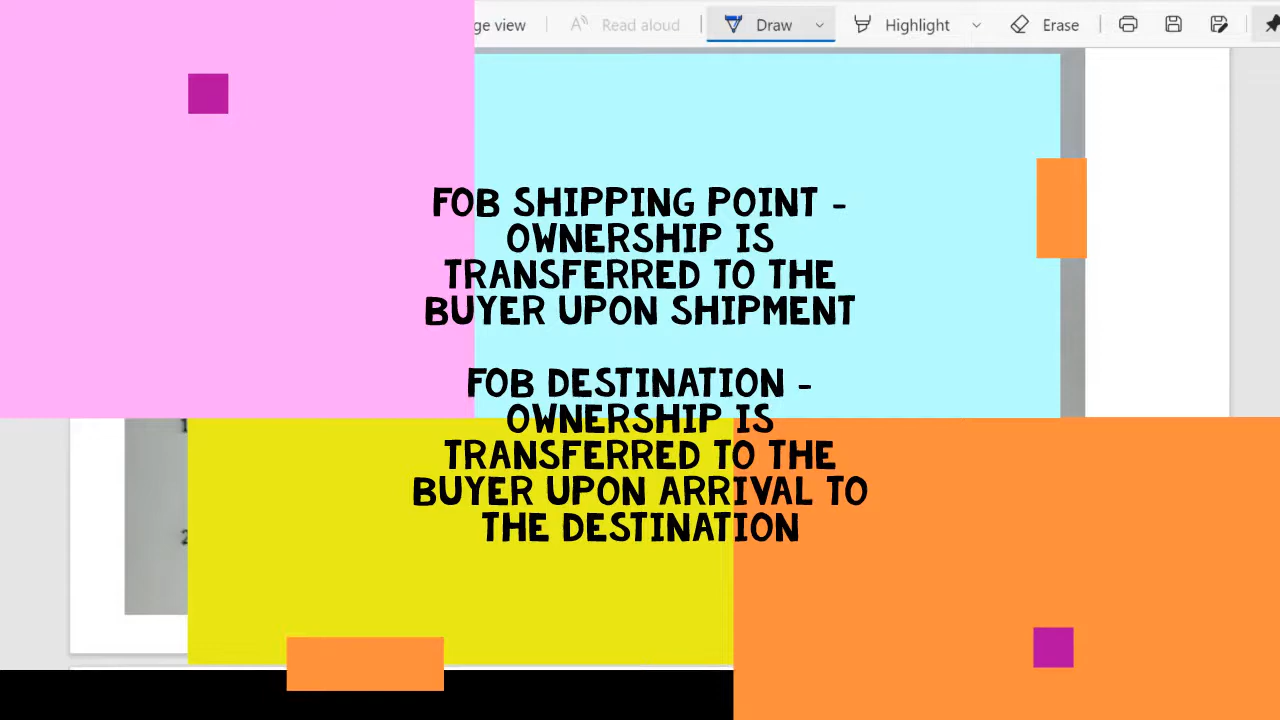 ge view
Read aloud
Draw
Highlight
Erase
FOB SHIPPING POINT -
OWNERSHIP IS
TRANSFERRED TO THE
BUYER UPON SHIPMENT
FOB DESTINATION -
OWNERSHIP IS
TRANSFERRED TO THE
BUYER UPON ARRIVAL TO
THE DESTINATION